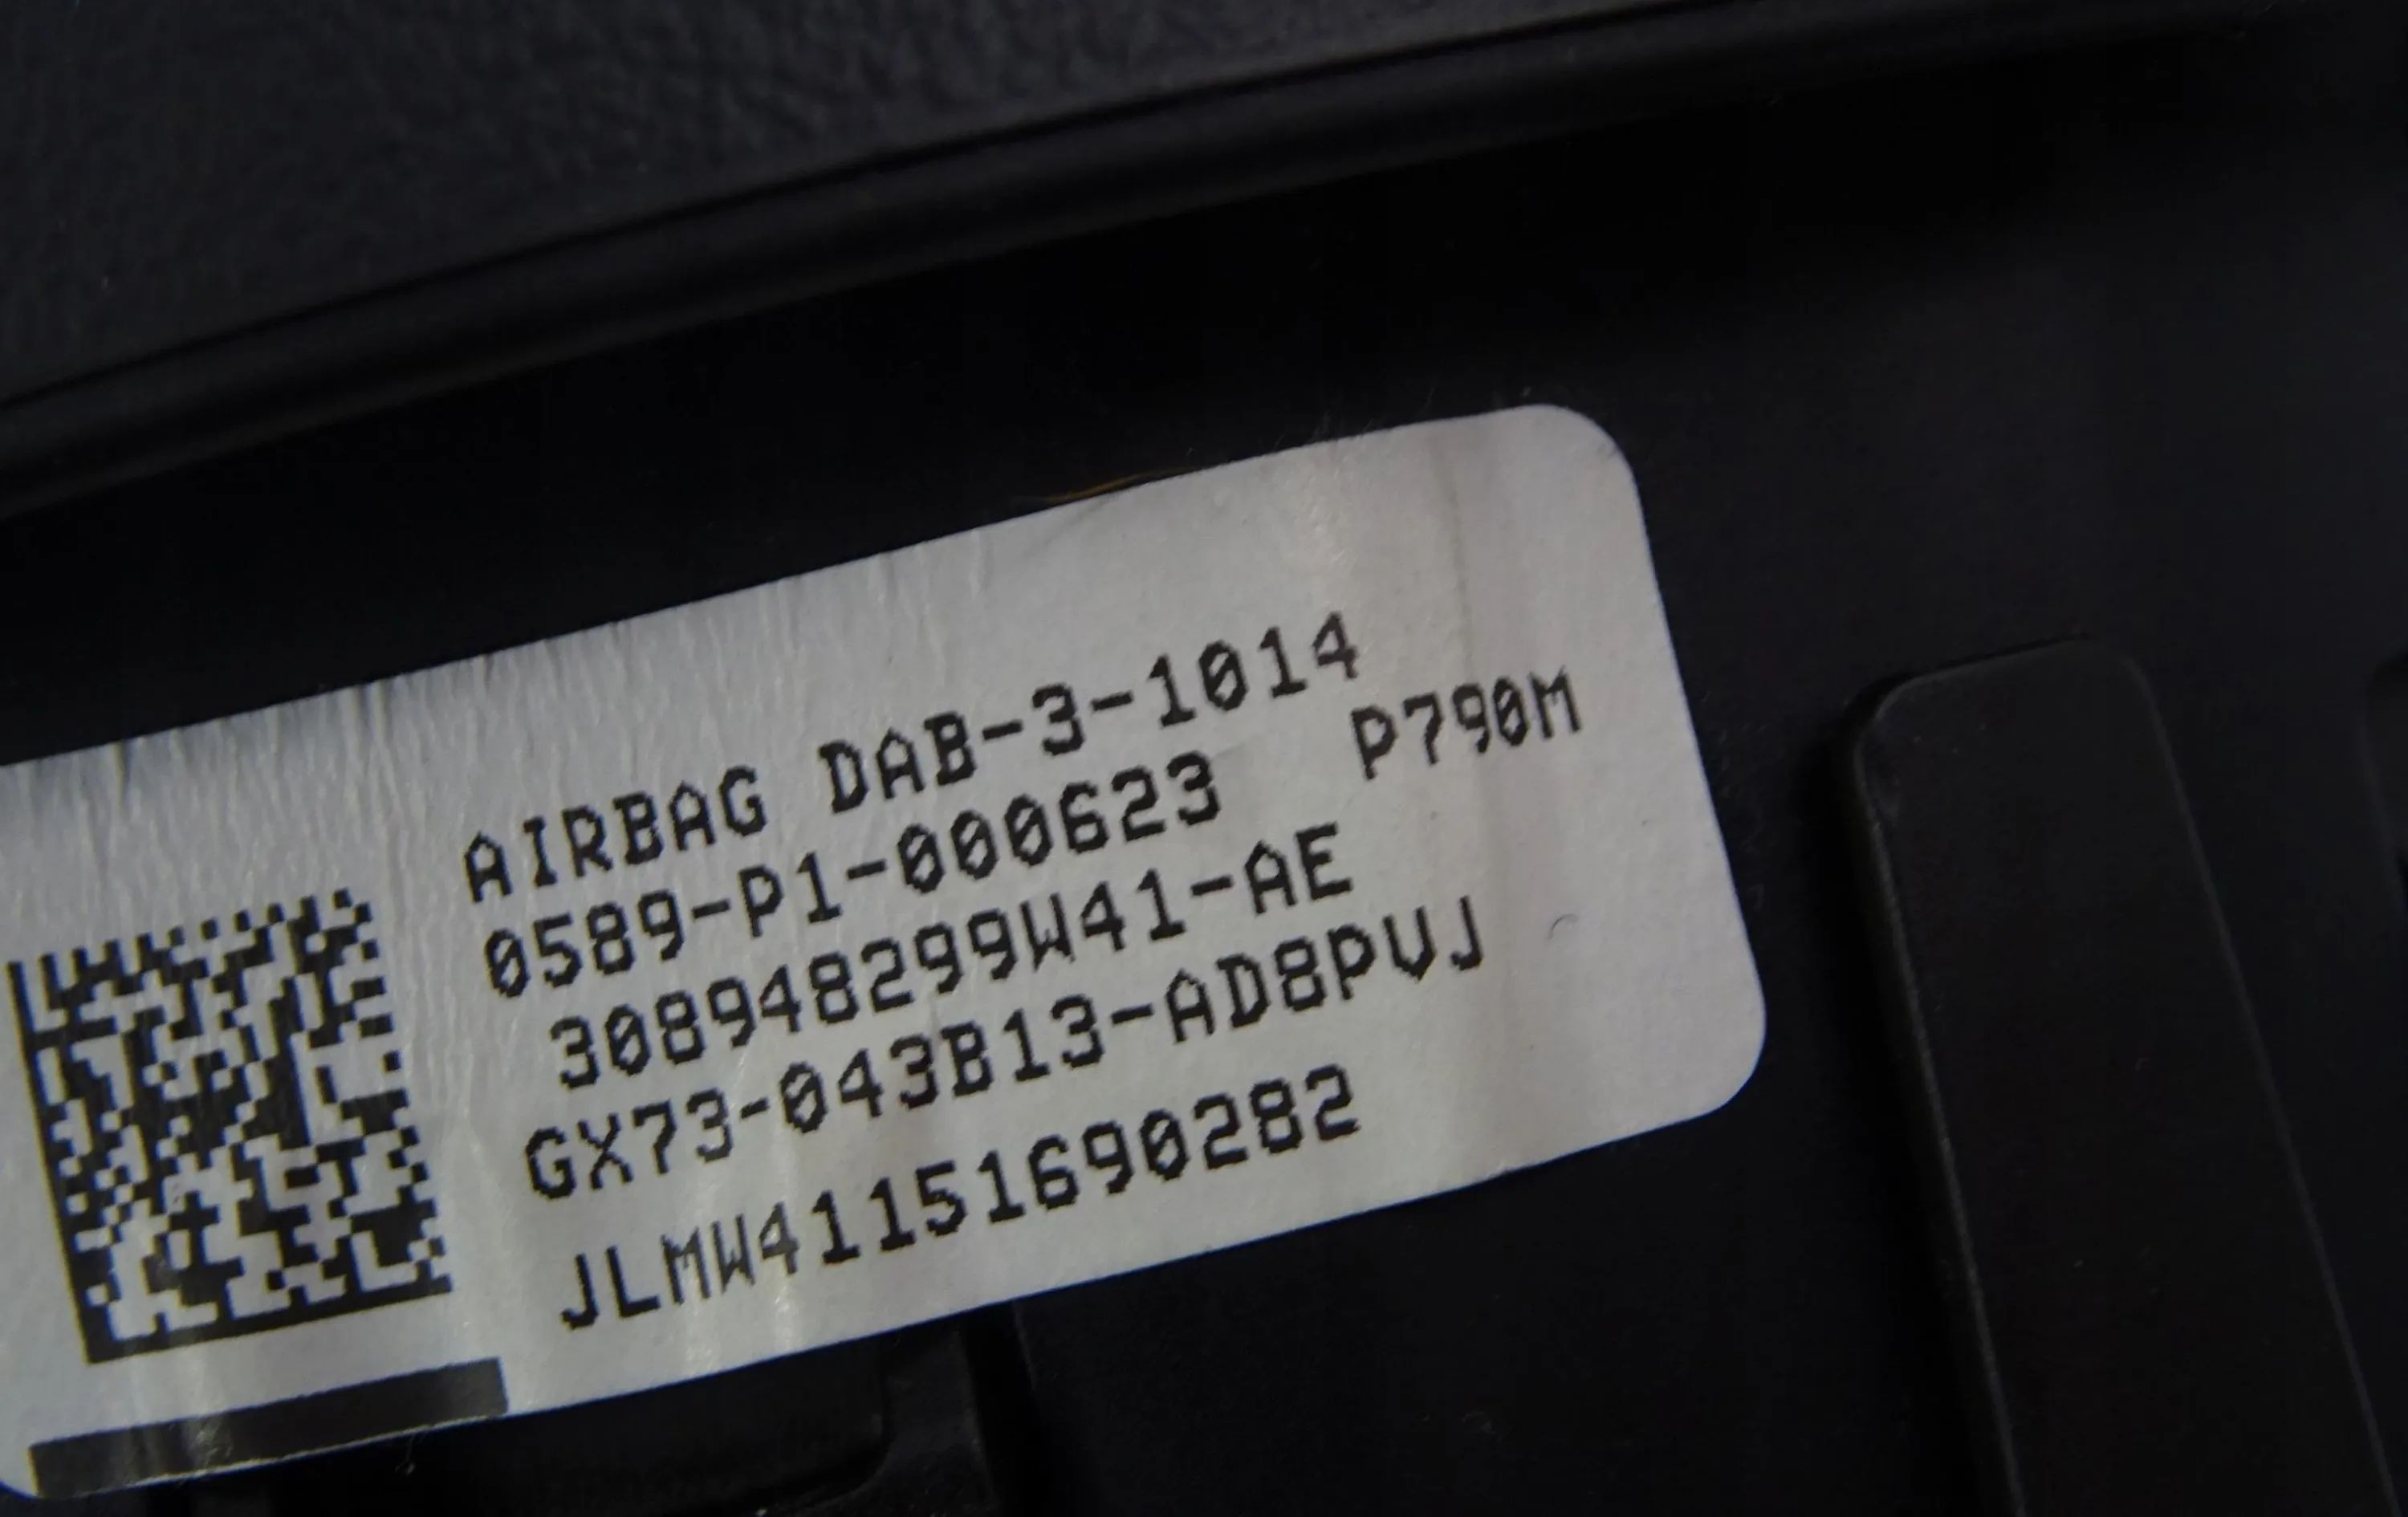 AIRBAG DAB-3-1014
0589-P1-000623 P790M
308948299W41-AE
GX73-043B13-AD8PVJ
JLMW41151690282